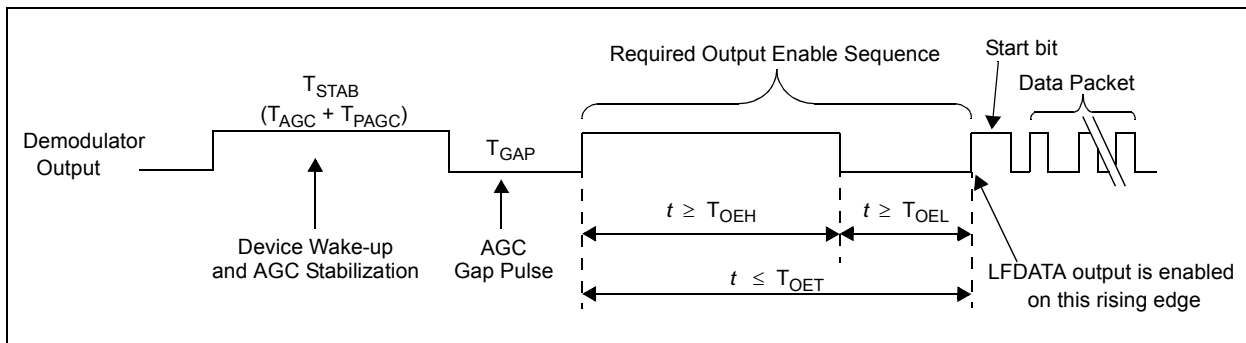 Required Output Enable Sequence
Start bit
Data Packet
TSTAB
(TAGC + TPAGC)
Demodulator
Output
TGAP
t ≥ TOEH
t ≥ TOEL
Device Wake-up
and AGC Stabilization
AGC
Gap Pulse
t ≤ TOET
LFDATA output is enabled
on this rising edge